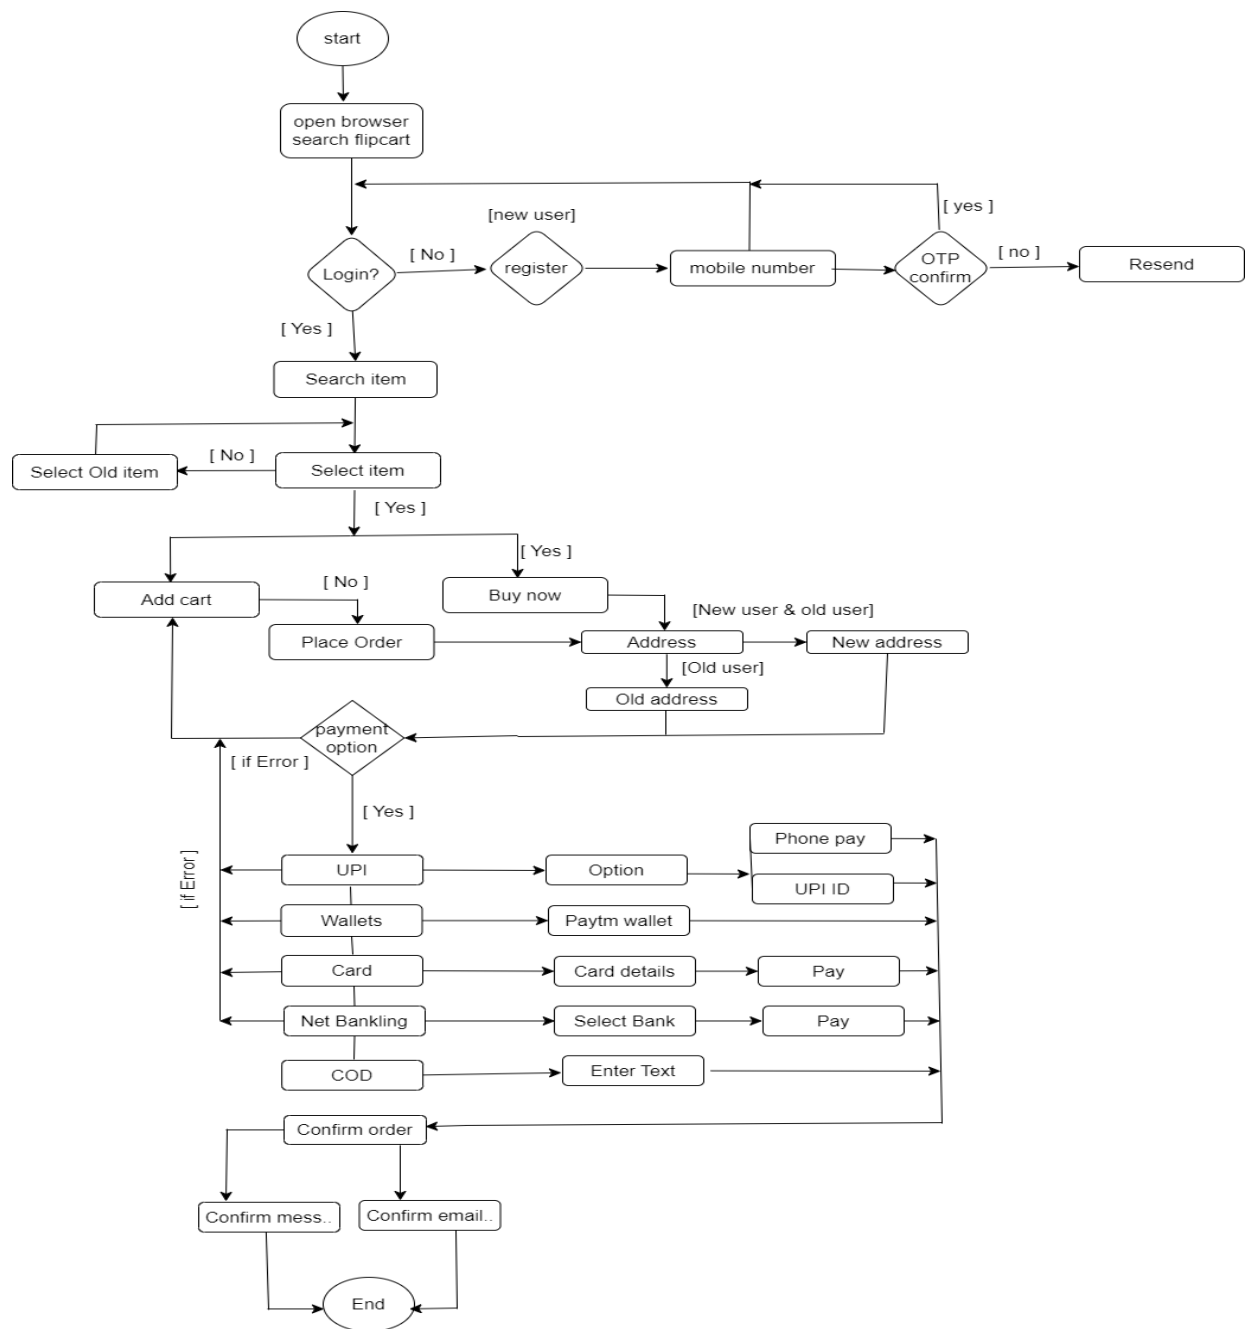 start
open browser
search flipcart
[new user]
[ yes ]
Login?
[ No ]
register
mobile number
OTP
confirm
[ no ]
Resend
[ Yes ]
Search item
Select Old item
[ No ]
Select item
[ Yes ]
[ Yes ]
Add cart
[ No ]
Buy now
[New user & old user]
Place Order
Address
New address
[Old user]
Old address
payment
option
[ if Error ]
[ Yes ]
[ if Error ]
UPI
Option
Phone pay
UPI ID
Wallets
Paytm wallet
Card
Card details
Pay
Net Bankling
Select Bank
Pay
COD
Enter Text
Confirm order
Confirm mess..
Confirm email..
End